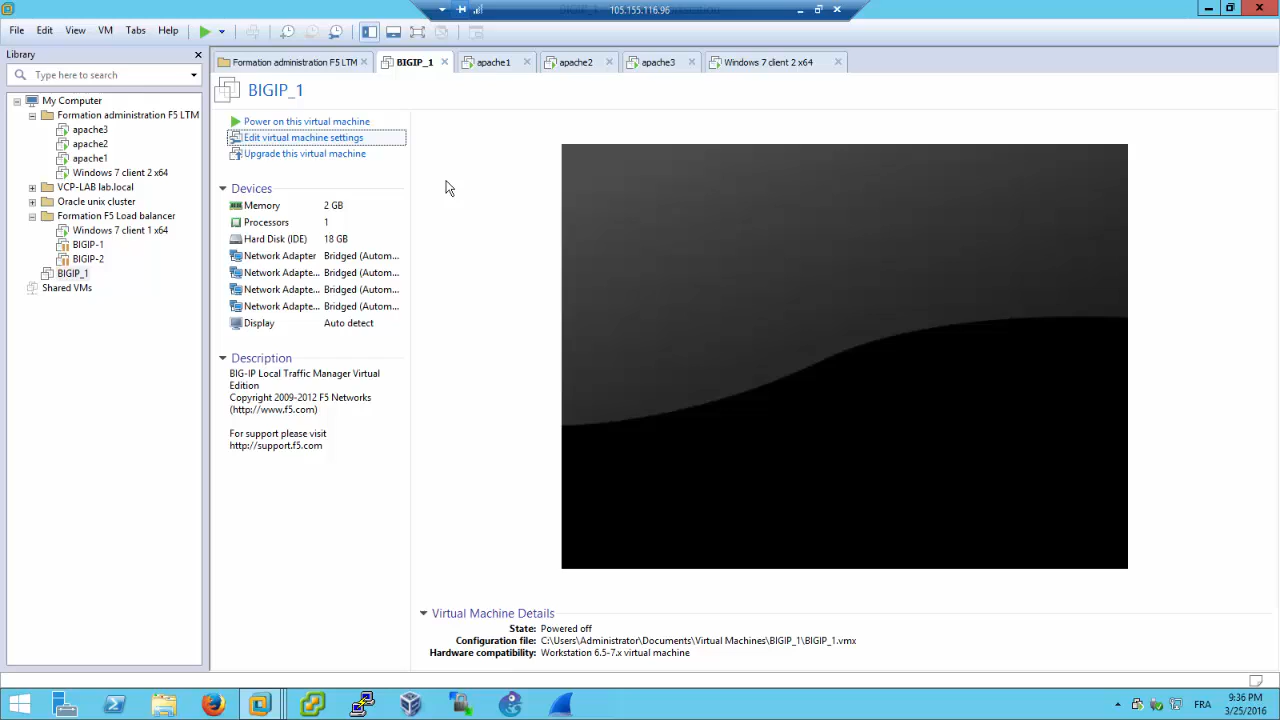 105.155.116.96
File Edit View VM Tabs Help
Library
Type here to search
My Computer
Formation administration F5 LTM
apache3
apache2
apache1
Windows 7 client 2 x64
VCP-LAB lab.local
Oracle unix cluster
Formation F5 Load balancer
Windows 7 client 1 x64
BIGIP-1
BIGIP-2
BIGIP_1
Shared VMs
Formation administration F5 LTM BIGIP_1 apache1 apache2 apache3 Windows 7 client 2 x64
BIGIP_1
Power on this virtual machine
Edit virtual machine settings
Upgrade this virtual machine
Devices
Memory 2 GB
Processors 1
Hard Disk (IDE) 18 GB
Network Adapter Bridged (Autom...
Network Adapte... Bridged (Autom...
Network Adapte... Bridged (Autom...
Network Adapte... Bridged (Autom...
Display Auto detect
Description
BIG-IP Local Traffic Manager Virtual
Edition
Copyright 2009-2012 F5 Networks
(http://www.f5.com)
For support please visit
http://support.f5.com
Virtual Machine Details
State: Powered off
Configuration file: C:\Users\Administrator\Documents\Virtual Machines\BIGIP_1\BIGIP_1.vmx
Hardware compatibility: Workstation 6.5-7.x virtual machine
FRA
9:36 PM
3/25/2016